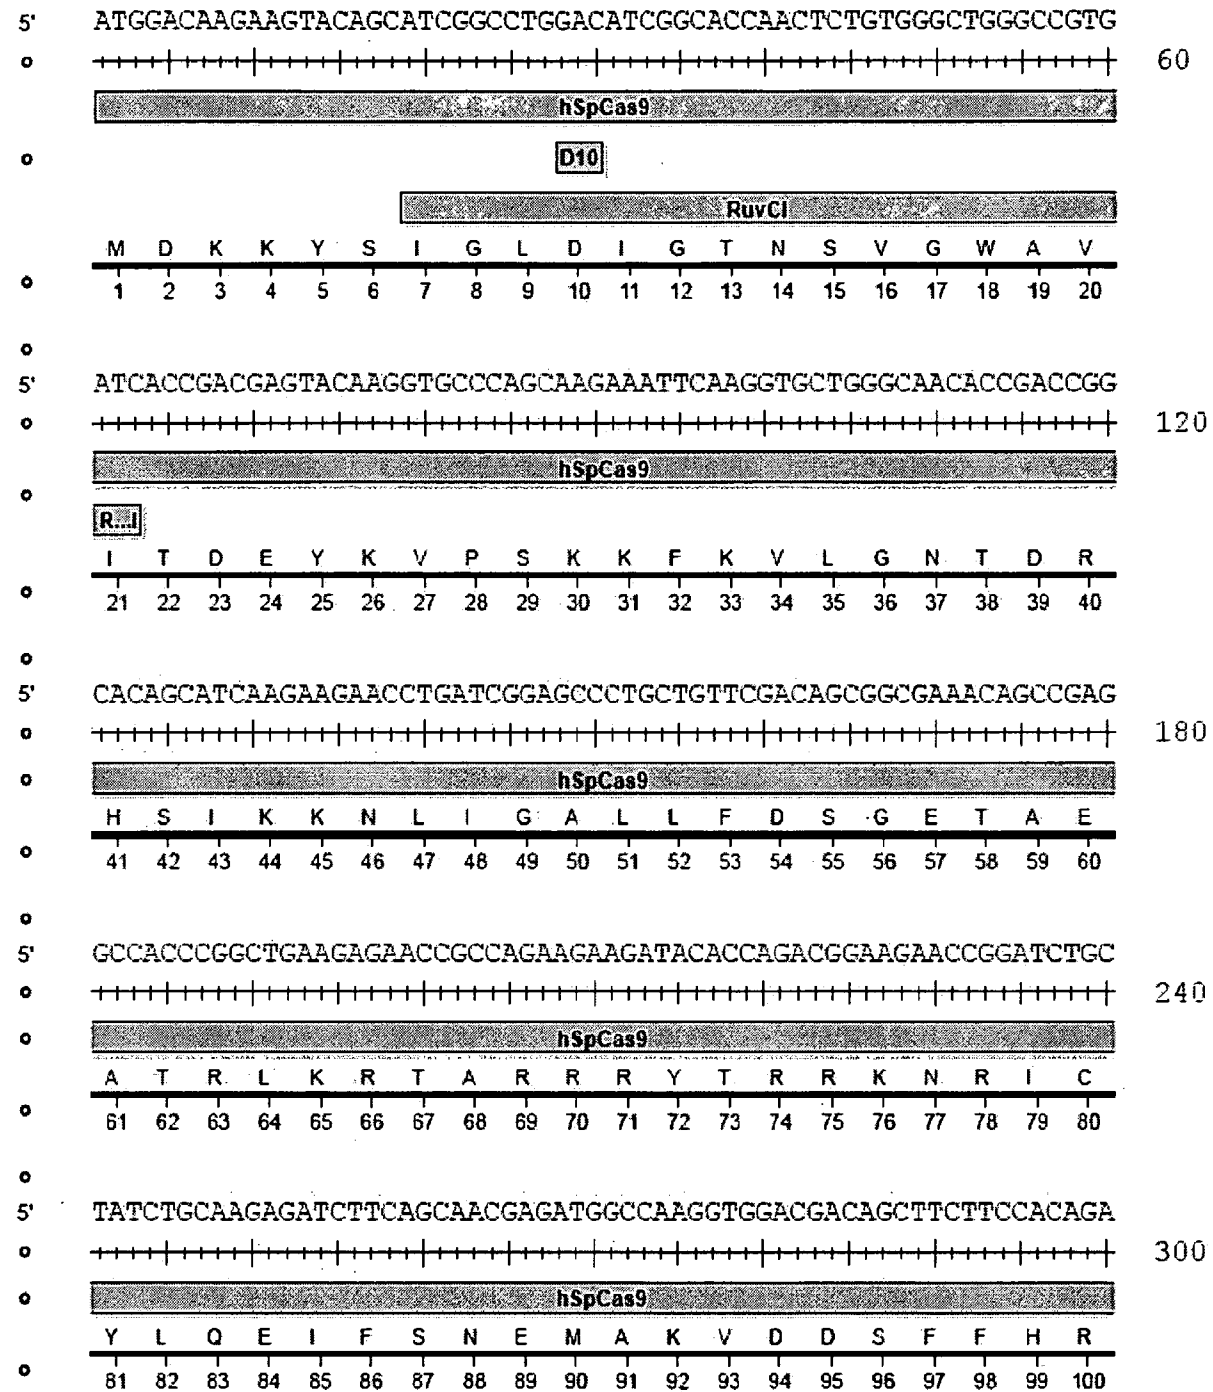 5' ATGGACAAGAAGTACAGCATCGGCCTGGACATCGGCACCAACTCTGTGGGCTGGGCCGTG
o 60
hSpCas9
o D10
RuvCI
M D K K Y S I G L D I G T N S V G W A V
o 1 2 3 4 5 6 7 8 9 10 11 12 13 14 15 16 17 18 19 20
o
5' ATCACCGACGAGTACAAGGTGCCCAGCAAGAAATTCAAGGTGCTGGGCAACACCGACCGG
o 120
hSpCas9
o
R...I
I T D E Y K V P S K K F K V L G N T D R
o 21 22 23 24 25 26 27 28 29 30 31 32 33 34 35 36 37 38 39 40
o
5' CACAGCATCAAGAAGAACCTGATCGGAGCCCTGCTGTTCGACAGCGGCGAAACAGCCGAG
o 180
o hSpCas9
H S I K K N L I G A L L F D S G E T A E
o 41 42 43 44 45 46 47 48 49 50 51 52 53 54 55 56 57 58 59 60
o
5' GCCACCCGGCTGAAGAGAACCGCCAGAAGAAGATACACCAGACGGAAGAACCGGATCTGC
o 240
o hSpCas9
A T R L K R T A R R R Y T R R K N R I C
o 61 62 63 64 65 66 67 68 69 70 71 72 73 74 75 76 77 78 79 80
o
5' TATCTGCAAGAGATCTTCAGCAACGAGATGGCCAAGGTGGACGACAGCTTCTTCCACAGA
o 300
o hSpCas9
Y L Q E I F S N E M A K V D D S F F H R
o 81 82 83 84 85 86 87 88 89 90 91 92 93 94 95 96 97 98 99 100